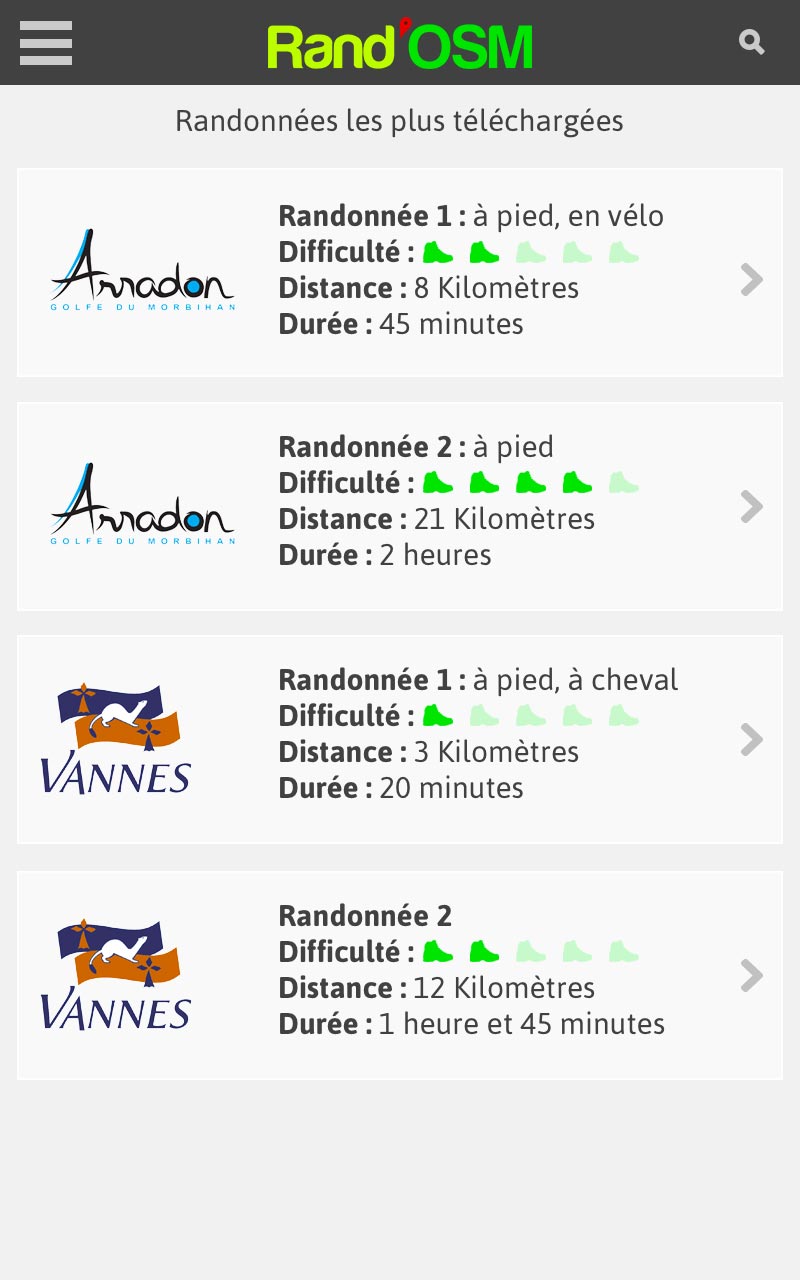 Rand'OSM
Randonnées les plus téléchargées
Randonnée 1 : à pied, en vélo
Difficulté :
Distance : 8 Kilomètres
Durée : 45 minutes
Arradon
GOLFE DU MORBIHAN
Randonnée 2 : à pied
Difficulté :
Distance : 21 Kilomètres
Durée : 2 heures
Arradon
GOLFE DU MORBIHAN
Randonnée 1 : à pied, à cheval
Difficulté :
Distance : 3 Kilomètres
Durée : 20 minutes
VANNES
Randonnée 2
Difficulté :
Distance : 12 Kilomètres
Durée : 1 heure et 45 minutes
VANNES